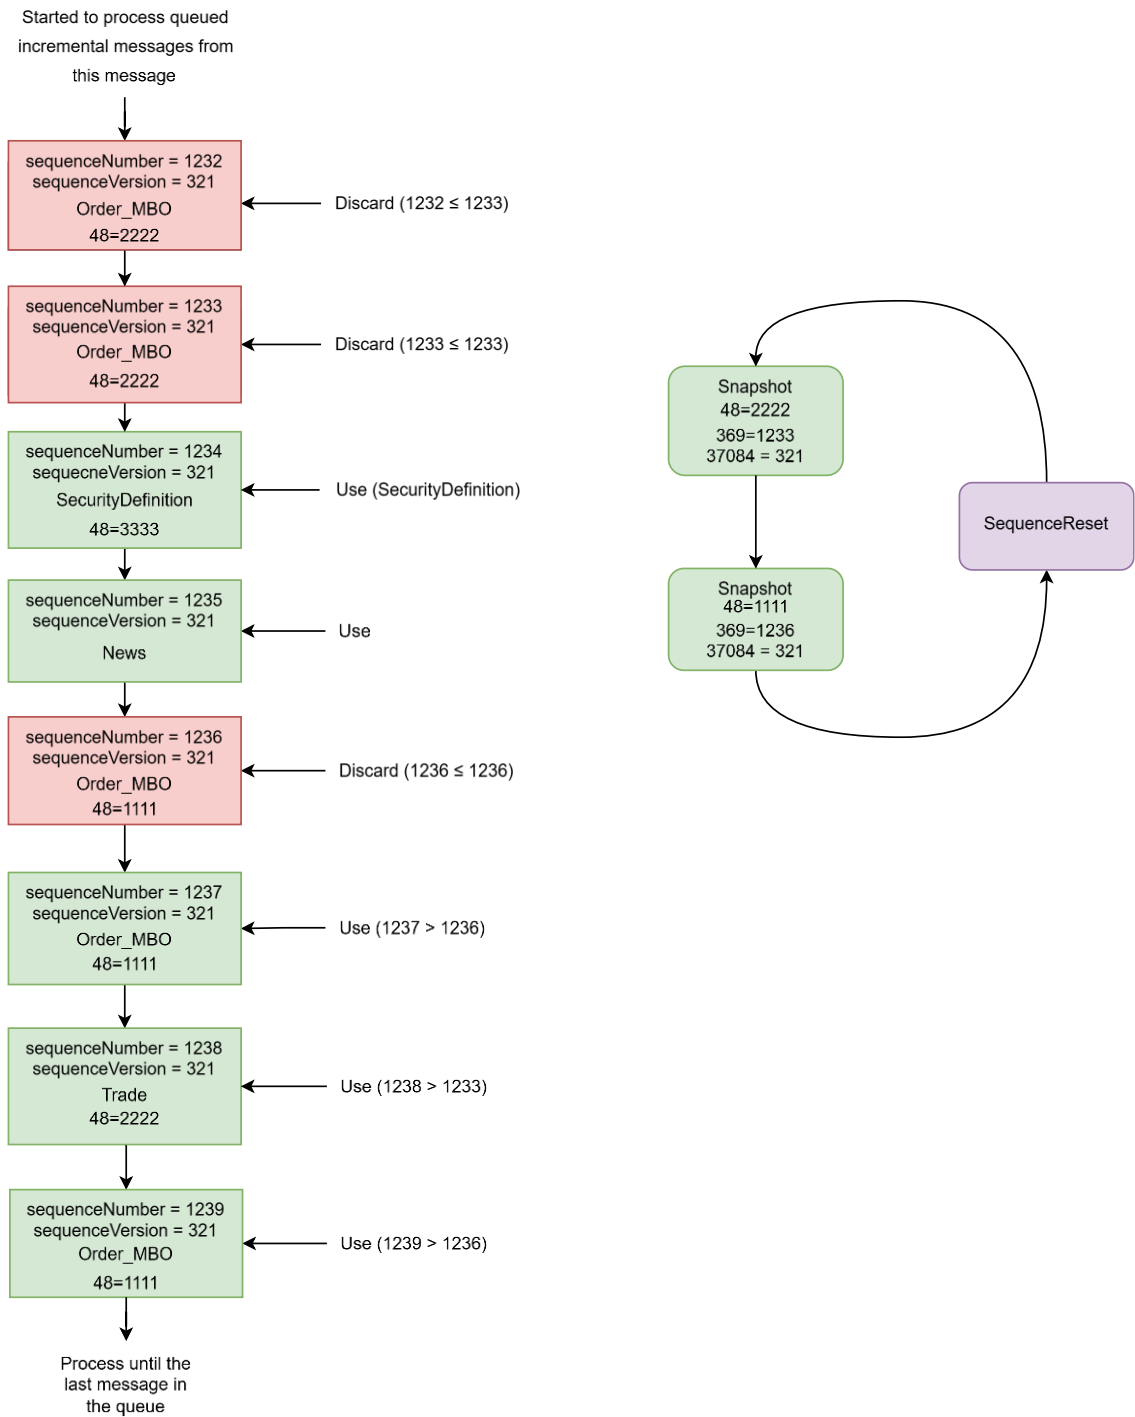 Started to process queued
incremental messages from
this message
sequenceNumber = 1232
sequenceVersion = 321
Order_MBO
48=2222
Discard (1232 ≤ 1233)
sequenceNumber = 1233
sequenceVersion = 321
Order_MBO
48=2222
Discard (1233 ≤ 1233)
sequenceNumber = 1234
sequecneVersion = 321
SecurityDefinition
48=3333
Use (SecurityDefinition)
sequenceNumber = 1235
sequenceVersion = 321
News
Use
sequenceNumber = 1236
sequenceVersion = 321
Order_MBO
48=1111
Discard (1236 ≤ 1236)
sequenceNumber = 1237
sequenceVersion = 321
Order_MBO
48=1111
Use (1237 > 1236)
sequenceNumber = 1238
sequenceVersion = 321
Trade
48=2222
Use (1238 > 1233)
sequenceNumber = 1239
sequenceVersion = 321
Order_MBO
48=1111
Use (1239 > 1236)
Process until the
last message in
the queue
Snapshot
48=2222
369=1233
37084 = 321
Snapshot
48=1111
369=1236
37084 = 321
SequenceReset